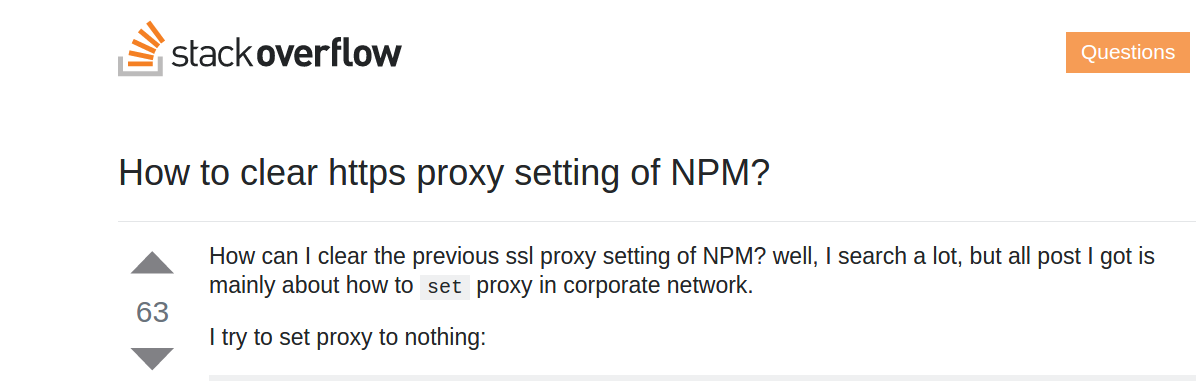 stackoverflow
Questions
How to clear https proxy setting of NPM?
How can I clear the previous ssl proxy setting of NPM? well, I search a lot, but all post I got is
mainly about how to set proxy in corporate network.
63
I try to set proxy to nothing: